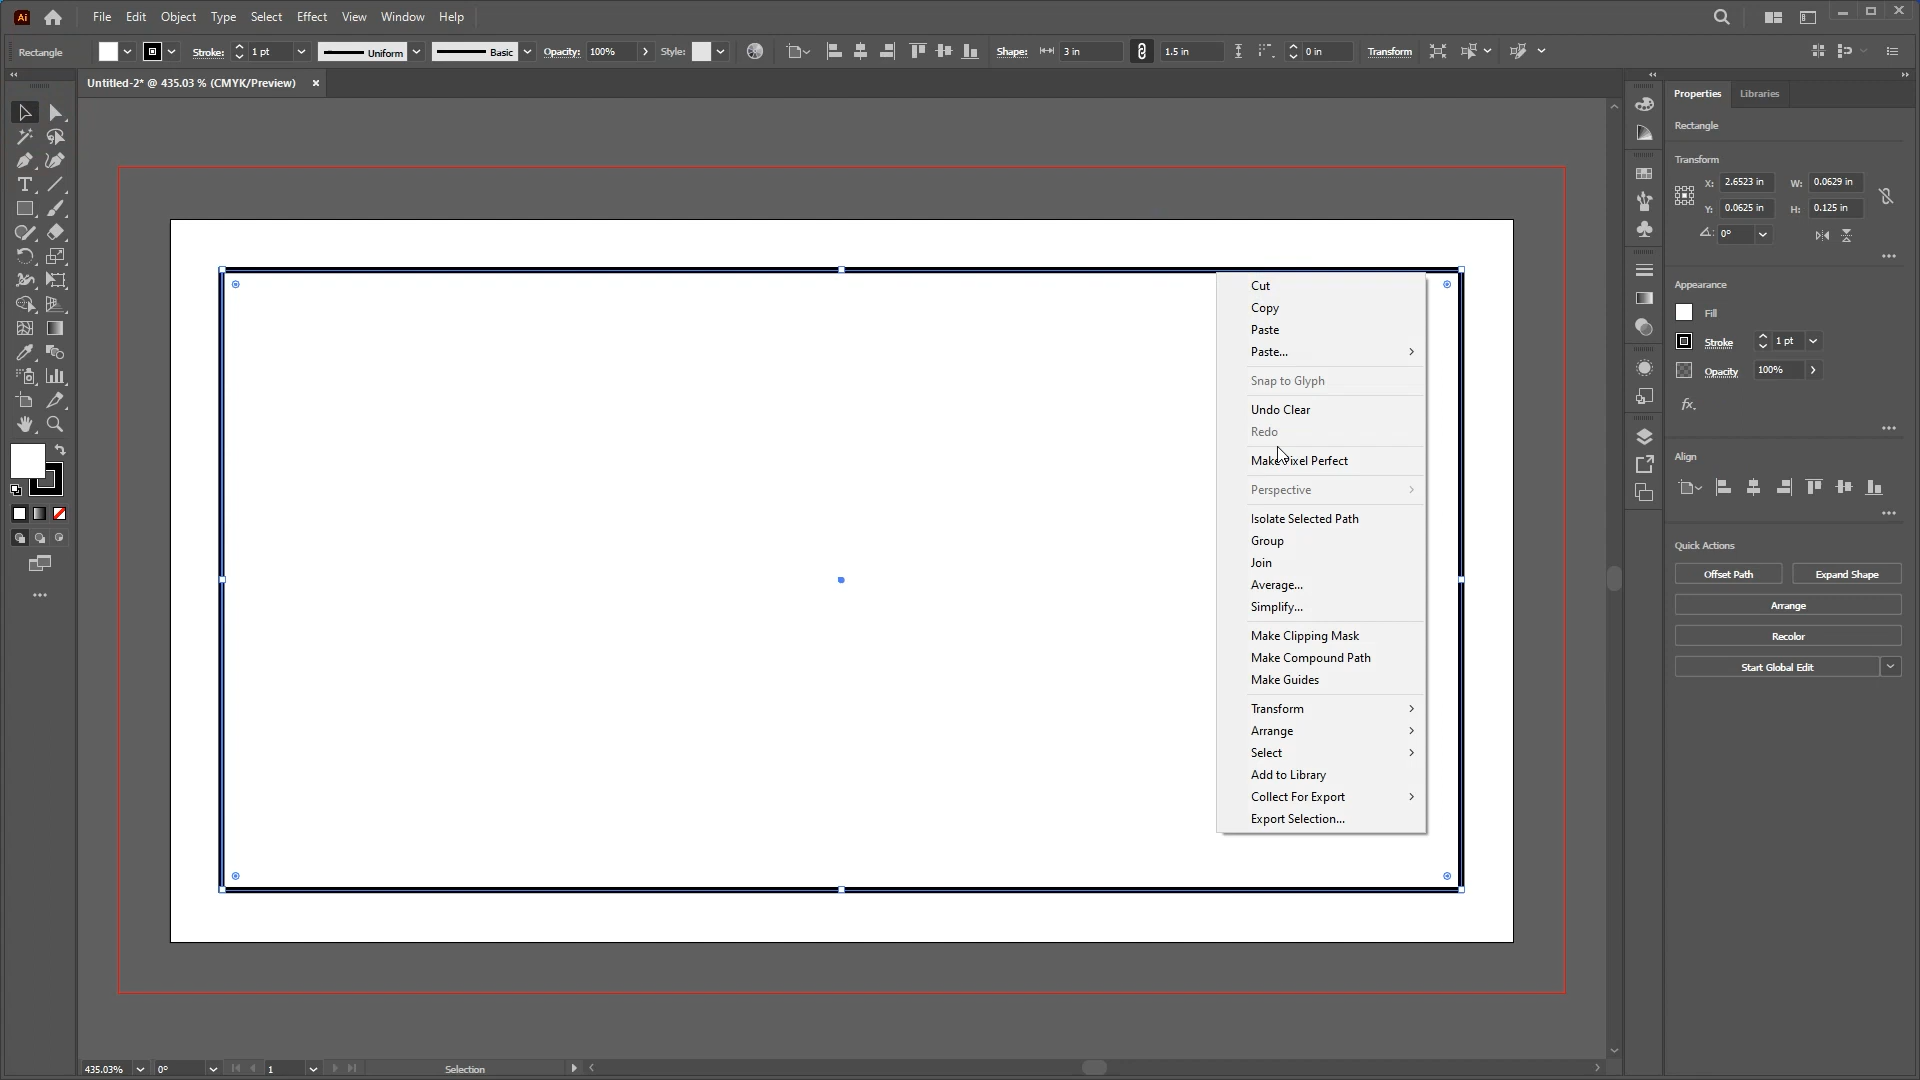 Ai File Edit Object Type Select Effect View Window Help
Rectangle Stroke: 1 pt Uniform Basic Opacity: 100% Style: Shape: 3 in 1.5 in 0 in Transform
Untitled-2* @ 435.03 % (CMYK/Preview) ×
Properties Libraries
Rectangle
Transform
X: 2.6523 in W: 0.0629 in
Y: 0.0625 in H: 0.125 in
0°
Appearance
Fill
Stroke 1 pt
Opacity 100%
fx.
Align
Quick Actions
Offset Path Expand Shape
Arrange
Recolor
Start Global Edit
Cut
Copy
Paste
Paste...
Snap to Glyph
Undo Clear
Redo
Make Pixel Perfect
Perspective
Isolate Selected Path
Group
Join
Average...
Simplify...
Make Clipping Mask
Make Compound Path
Make Guides
Transform
Arrange
Select
Add to Library
Collect For Export
Export Selection...
435.03% 0° 1 Selection